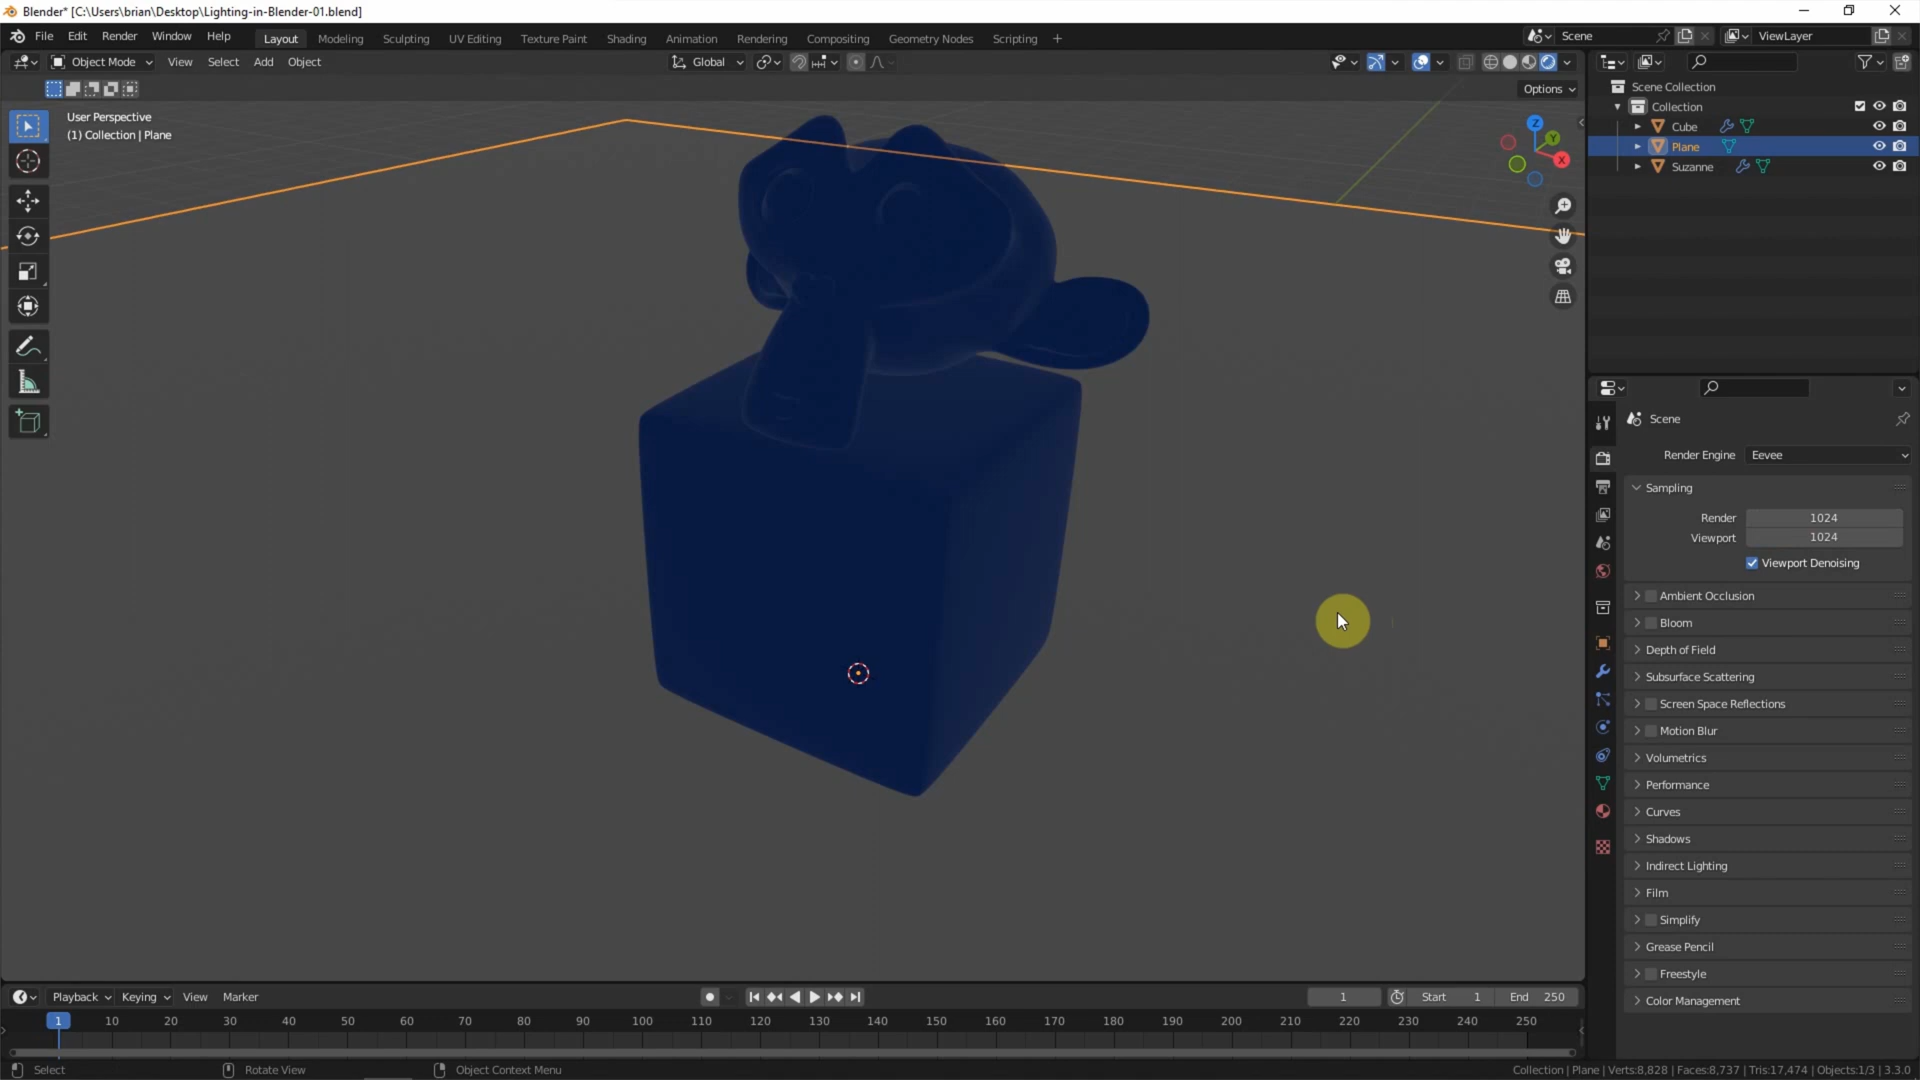 Blender* [C:\Users\brian\Desktop\Lighting-in-Blender-01.blend]
File Edit Render Window Help Layout Modeling Sculpting UV Editing Texture Paint Shading Animation Rendering Compositing Geometry Nodes Scripting + Scene ViewLayer
Object Mode View Select Add Object Global
Options
User Perspective
(1) Collection | Plane
Z
Y
X
Scene Collection
Collection
Cube
Plane
Suzanne
Scene
Render Engine Eevee
Sampling
Render 1024
Viewport 1024
Viewport Denoising
Ambient Occlusion
Bloom
Depth of Field
Subsurface Scattering
Screen Space Reflections
Motion Blur
Volumetrics
Performance
Curves
Shadows
Indirect Lighting
Film
Simplify
Grease Pencil
Freestyle
Color Management
Playback Keying View Marker 1 Start 1 End 250
1 10 20 30 40 50 60 70 80 90 100 110 120 130 140 150 160 170 180 190 200 210 220 230 240 250
Select Rotate View Object Context Menu Collection | Plane | Verts:8,828 | Faces:8,737 | Tris:17,474 | Objects:1/3 | 3.3.0